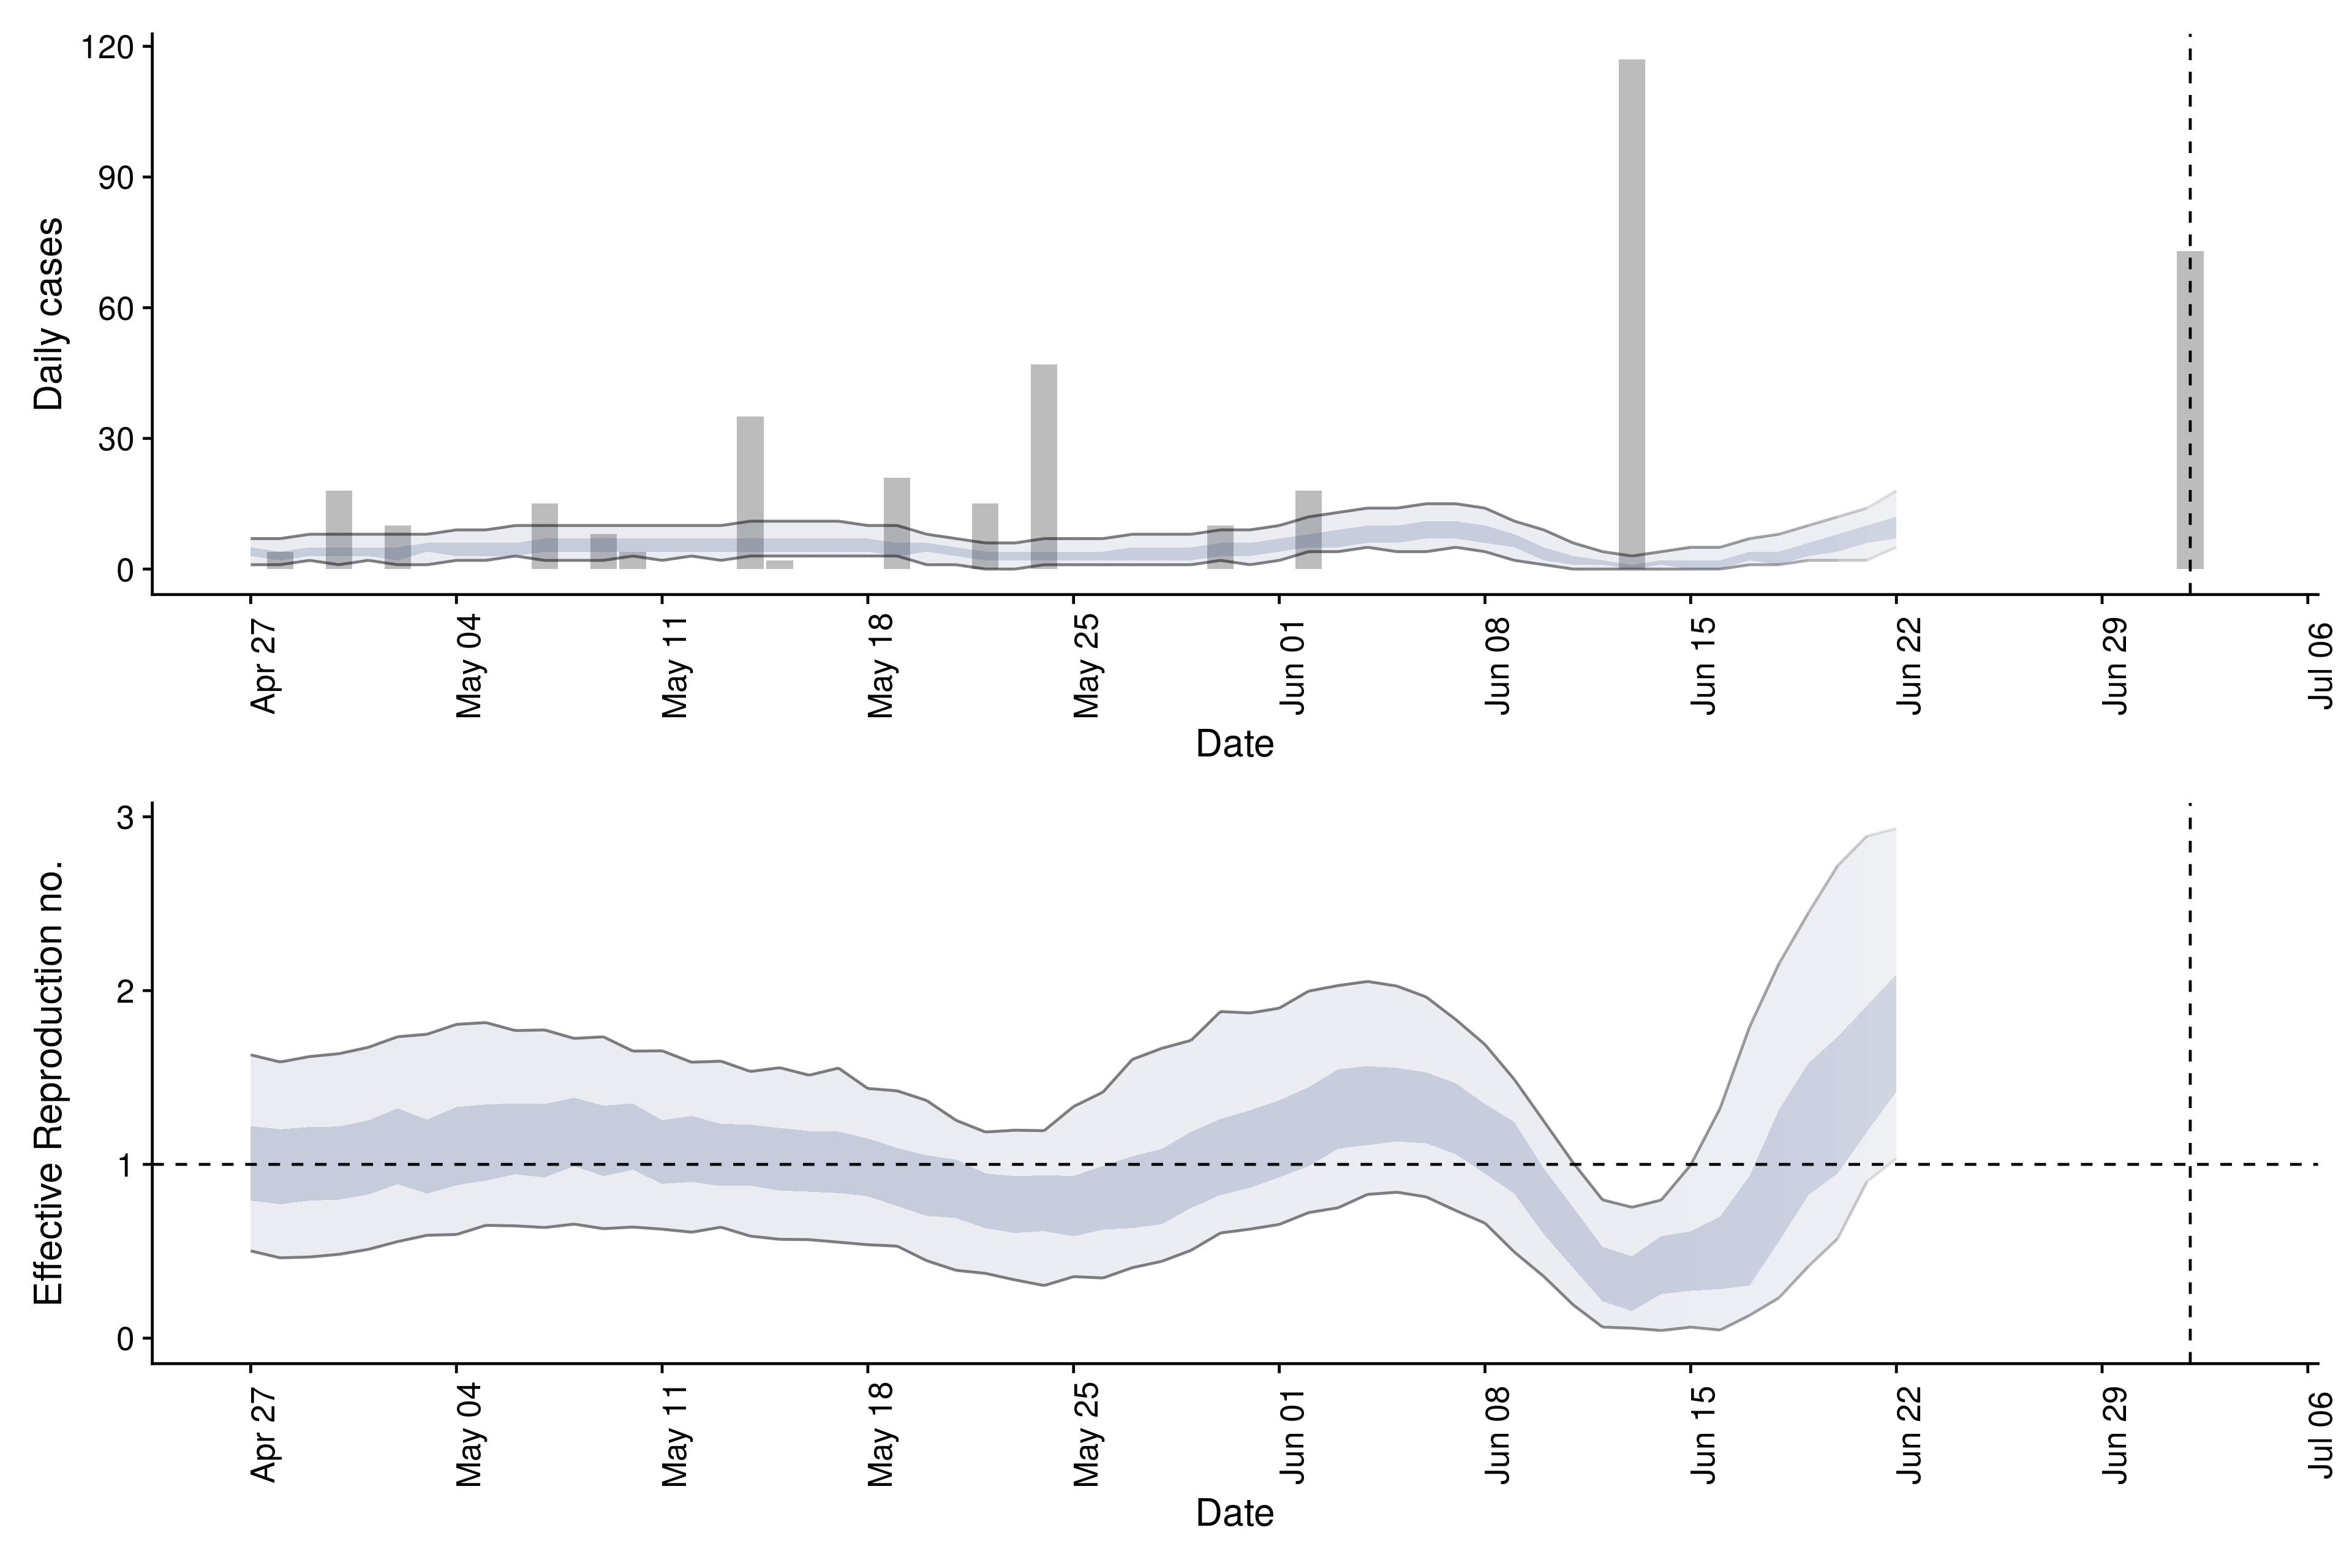 120
90
60
30
0
Daily cases
Apr 27
May 04
May 11
May 18
May 25
Jun 01
Jun 08
Jun 15
Jun 22
Jun 29
Jul 06
Date
3
2
1
0
Effective Reproduction no.
Apr 27
May 04
May 11
May 18
May 25
Jun 01
Jun 08
Jun 15
Jun 22
Jun 29
Jul 06
Date